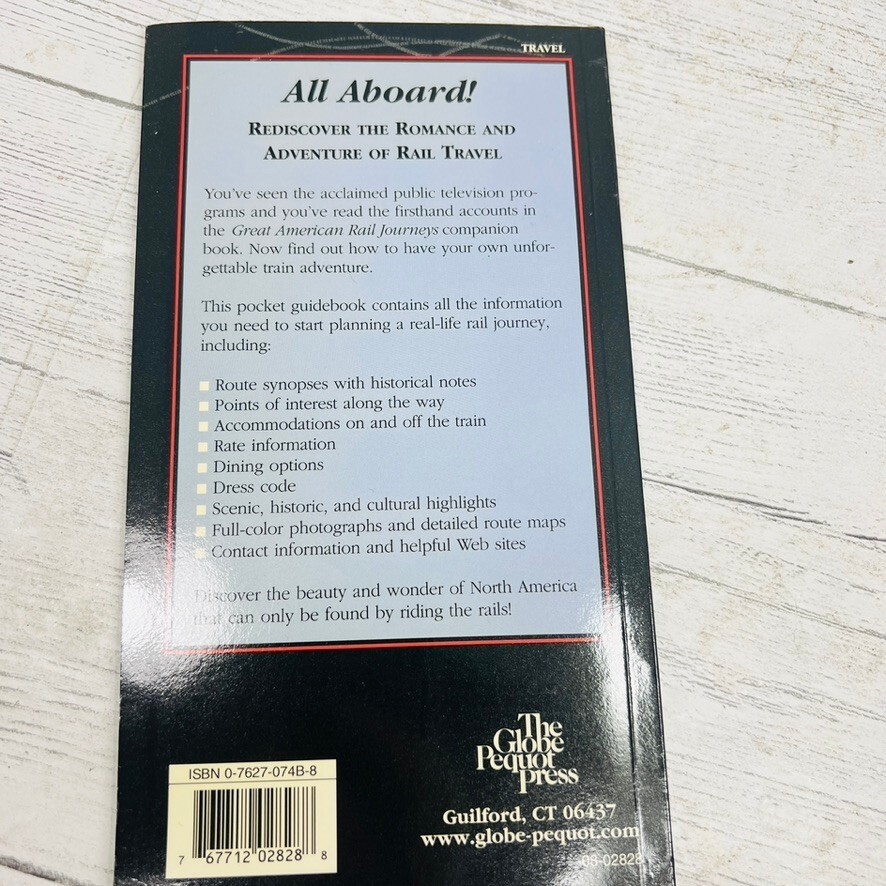 TRAVEL
All Aboard!
REDISCOVER THE ROMANCE AND
ADVENTURE OF RAIL TRAVEL
You've seen the acclaimed public television pro-
grams and you've read the firsthand accounts in
the Great American Rail Journeys companion
book. Now find out how to have your own unfor-
gettable train adventure.
This pocket guidebook contains all the information
you need to start planning a real-life rail journey,
including:
Route synopses with historical notes
Points of interest along the way
Accommodations on and off the train
Rate information
Dining options
Dress code
Scenic, historic, and cultural highlights
Full-color photographs and detailed route maps
Contact information and helpful Web sites
Discover the beauty and wonder of North America
that can only be found by riding the rails!
The
Globe
Pequot
Press
Guilford, CT 06437
www.globe-pequot.com
08-02828
ISBN 0-7627-074B-8
7 67712 02828 8